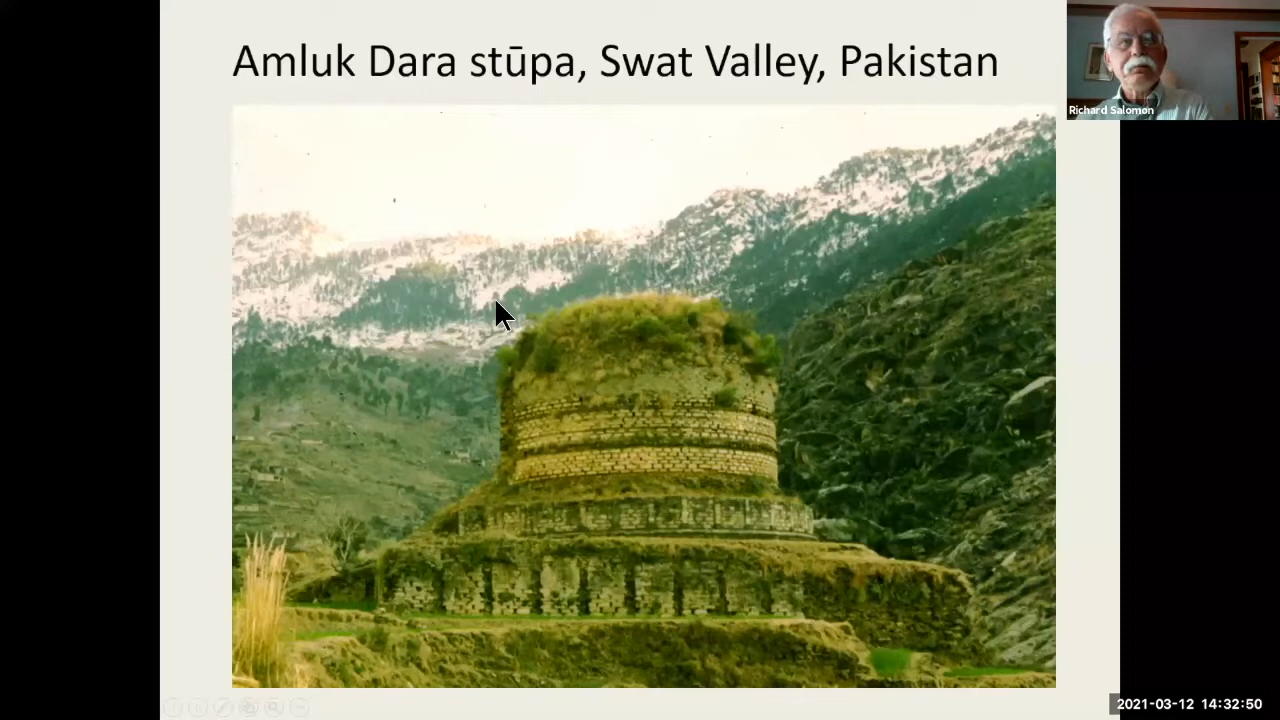 Amluk Dara stūpa, Swat Valley, Pakistan
Richard Salomon
2021-03-12 14:32:50